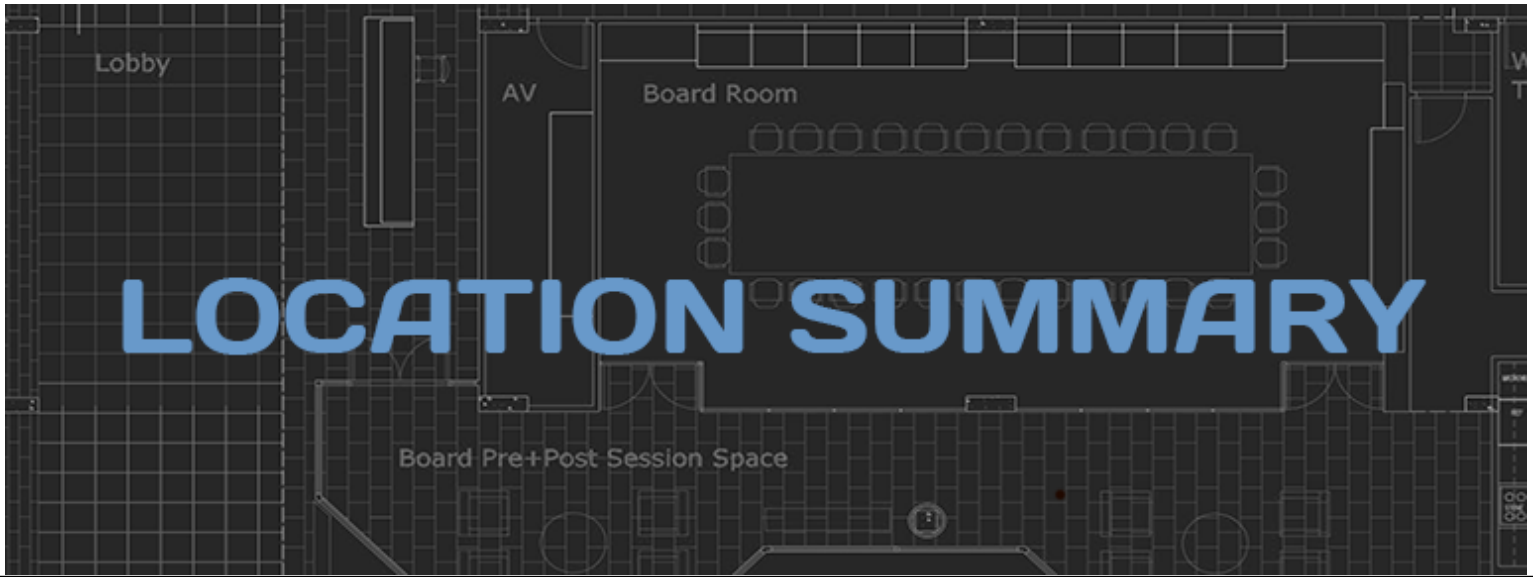 Lobby
AV
Board Room
W
T
LOCATION SUMMARY
Board Pre+Post Session Space